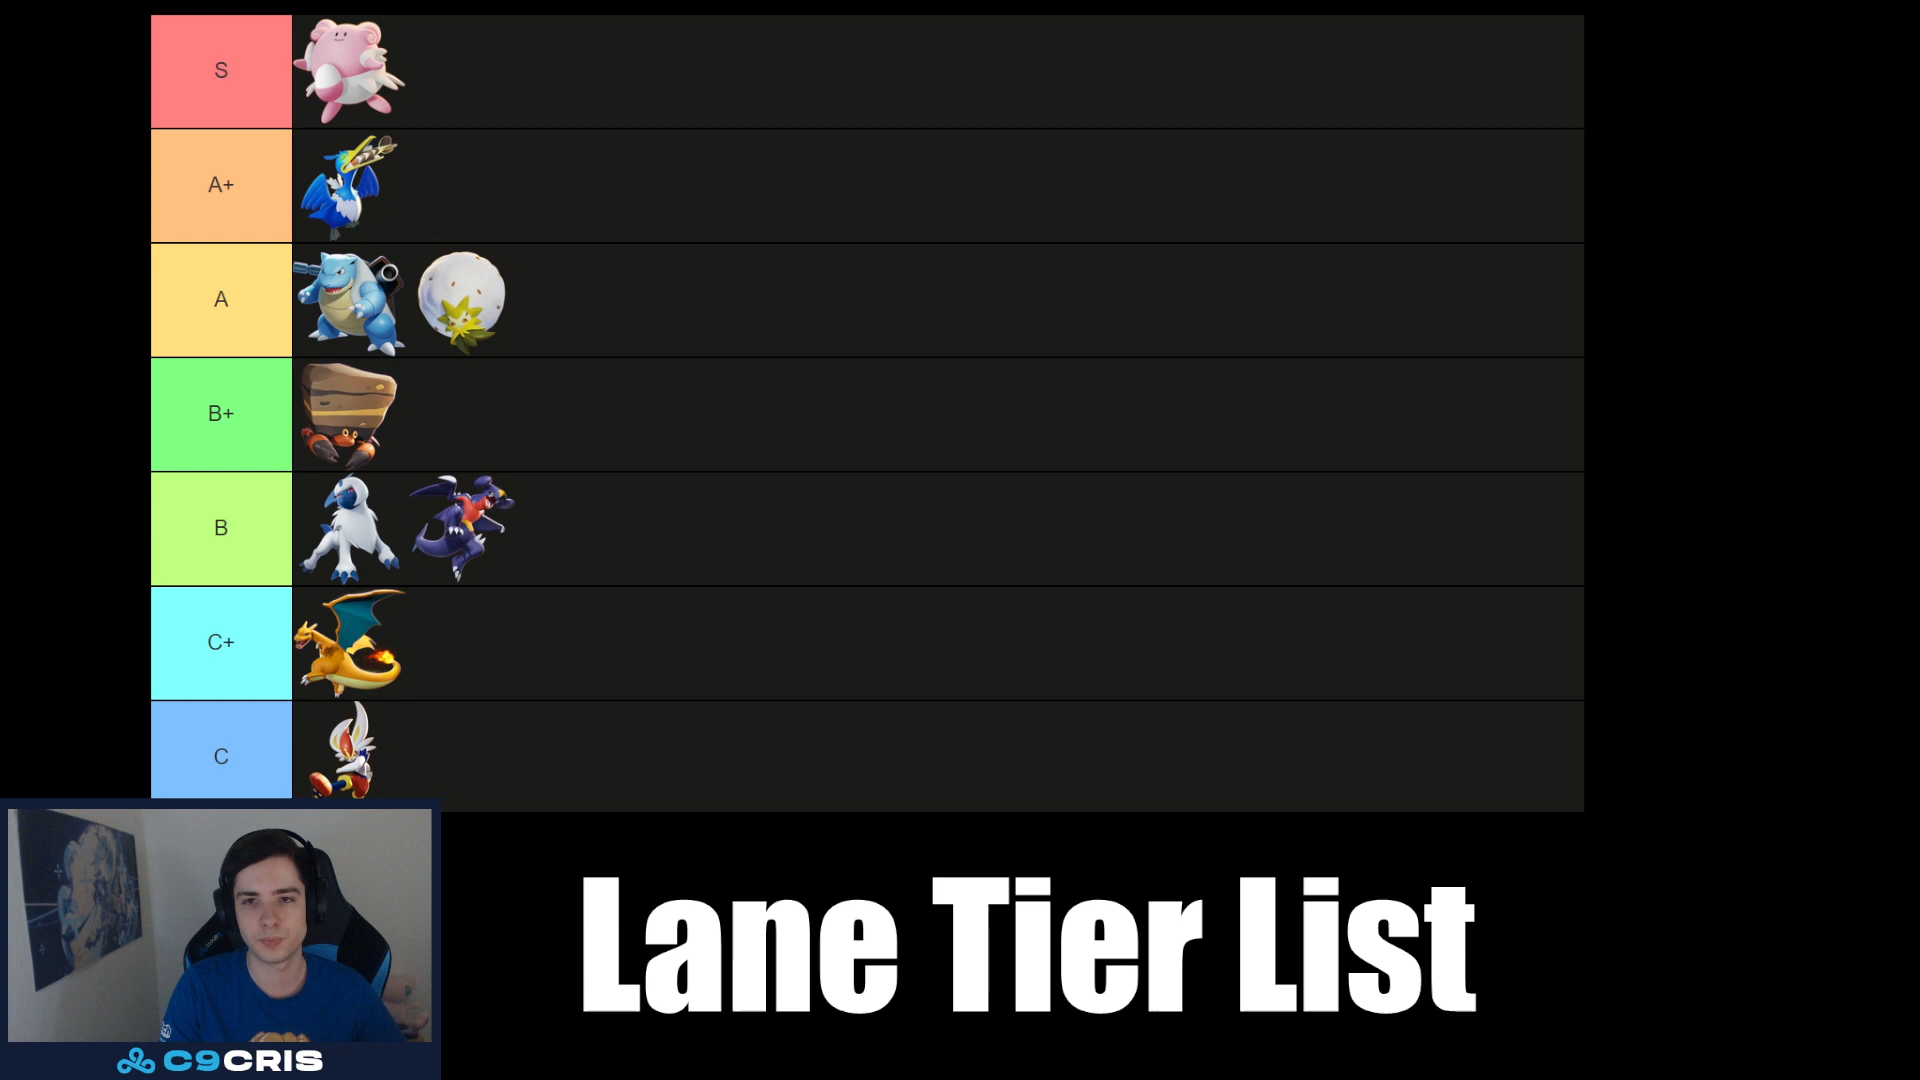 S
A+
A
B+
B
C+
C
Lane Tier List
C9CRIS